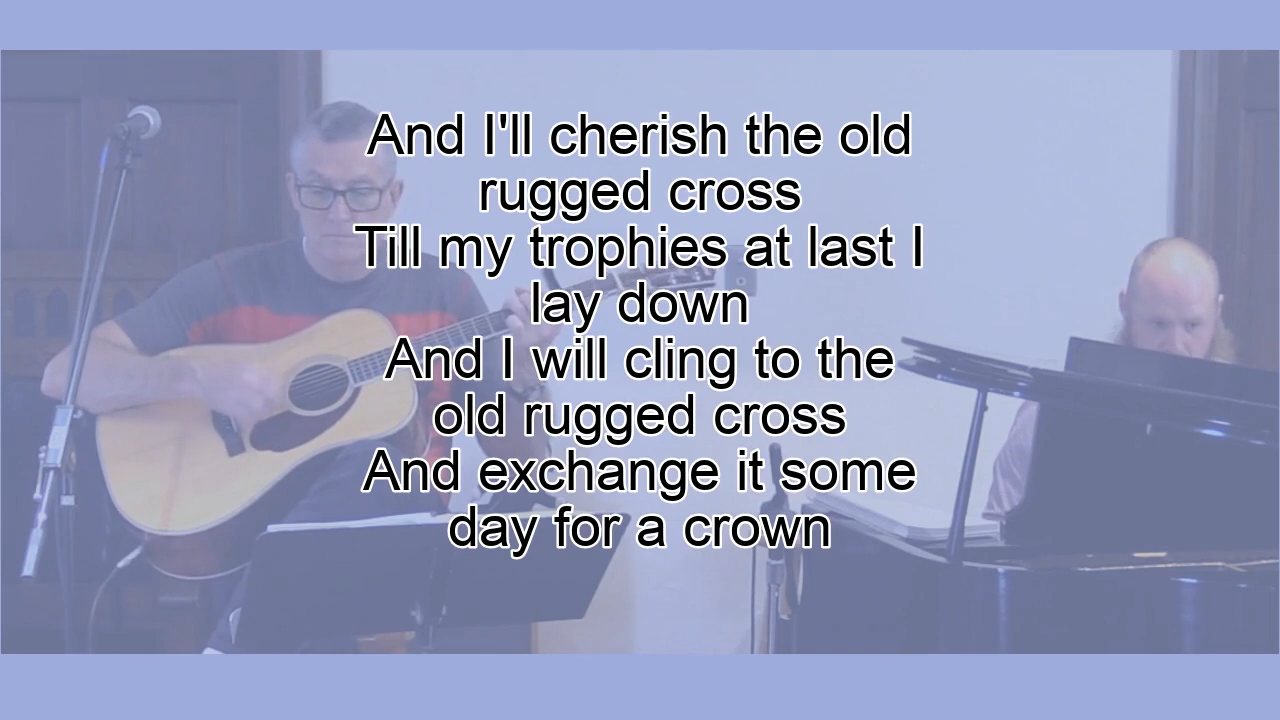 And I'll cherish the old
rugged cross
Till my trophies at last I
lay down
And I will cling to the
old rugged cross
And exchange it some
day for a crown